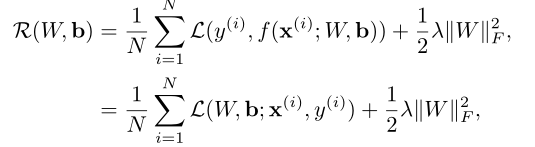 $\mathcal{R}(W, \mathbf{b}) = \frac{1}{N} \sum_{i=1}^{N} \mathcal{L}(y^{(i)}, f(\mathbf{x}^{(i)}; W, \mathbf{b})) + \frac{1}{2} \lambda \|W\|_F^2,$
$= \frac{1}{N} \sum_{i=1}^{N} \mathcal{L}(W, \mathbf{b}; \mathbf{x}^{(i)}, y^{(i)}) + \frac{1}{2} \lambda \|W\|_F^2,$